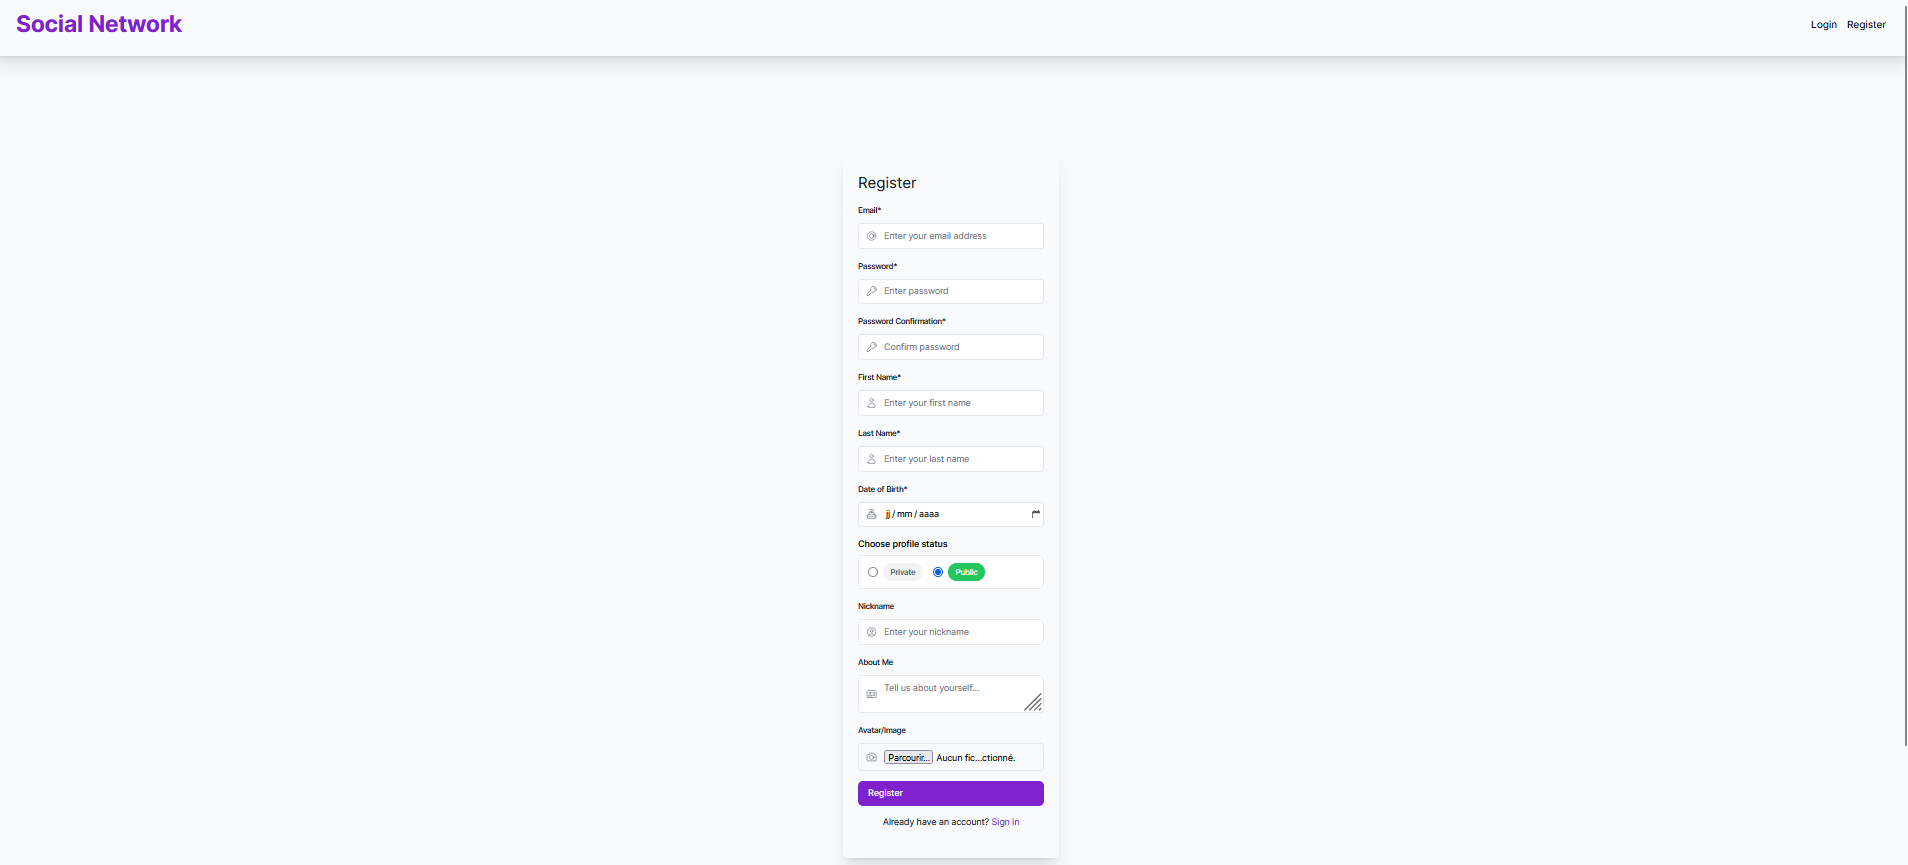 Social Network
Login Register
Register
Email*
Enter your email address
Password*
Enter password
Password Confirmation*
Confirm password
First Name*
Enter your first name
Last Name*
Enter your last name
Date of Birth*
jj / mm / aaaa
Choose profile status
Private Public
Nickname
Enter your nickname
About Me
Tell us about yourself...
Avatar/Image
Parcourir... Aucun fic...ctionné.
Register
Already have an account? Sign in